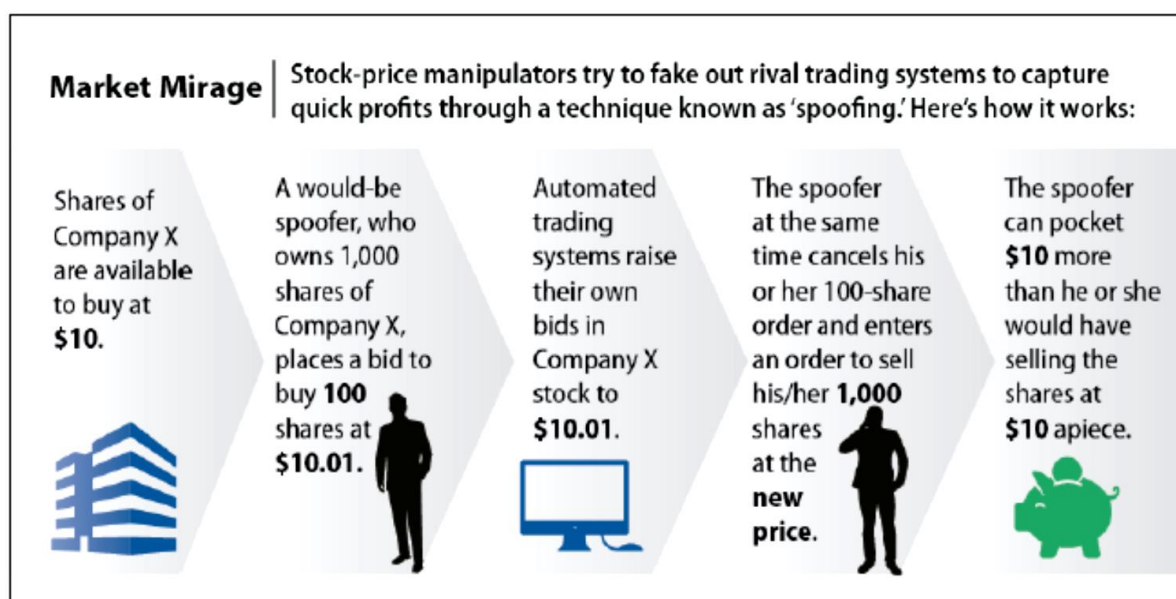 Market Mirage
Stock-price manipulators try to fake out rival trading systems to capture
quick profits through a technique known as ‘spoofing.’ Here’s how it works:
Shares of
Company X
are available
to buy at
$10.
A would-be
spoofer, who
owns 1,000
shares of
Company X,
places a bid to
buy 100
shares at
$10.01.
Automated
trading
systems raise
their own
bids in
Company X
stock to
$10.01.
The spoofer
at the same
time cancels his
or her 100-share
order and enters
an order to sell
his/her 1,000
shares
at the
new
price.
The spoofer
can pocket
$10 more
than he or she
would have
selling the
shares at
$10 apiece.